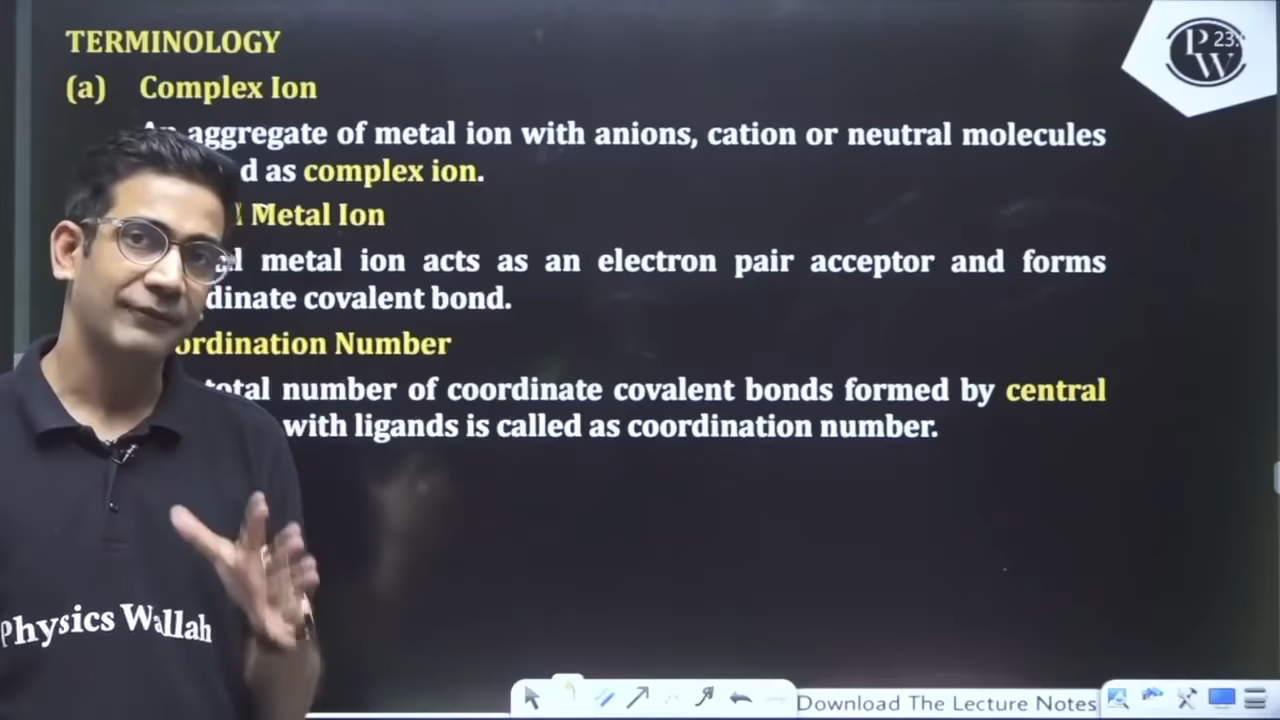 TERMINOLOGY
(a) Complex Ion
aggregate of metal ion with anions, cation or neutral molecules
as complex ion.
Metal Ion
metal ion acts as an electron pair acceptor and forms
covalent bond.
Number
total number of coordinate covalent bonds formed by central
with ligands is called as coordination number.
PW
23.
Physics Wallah
Download The Lecture Notes